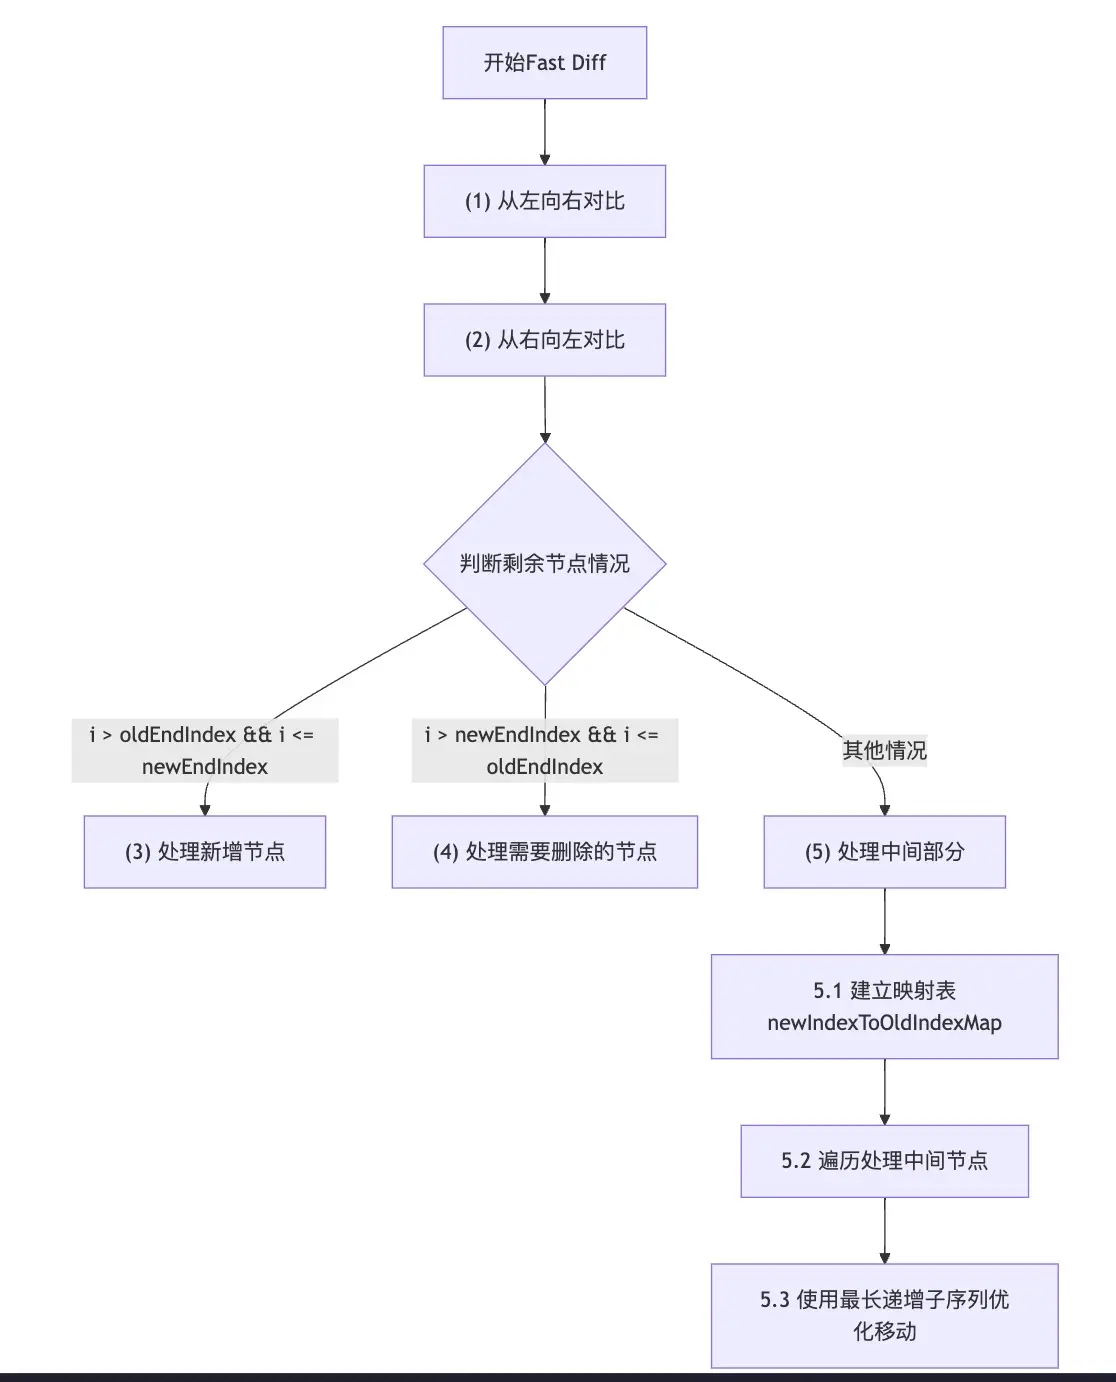 开始Fast Diff
(1) 从左向右对比
(2) 从右向左对比
判断剩余节点情况
i > oldEndIndex && i <=
newEndIndex
i > newEndIndex && i <=
oldEndIndex
其他情况
(3) 处理新增节点
(4) 处理需要删除的节点
(5) 处理中间部分
5.1 建立映射表
newIndexToOldIndexMap
5.2 遍历处理中间节点
5.3 使用最长递增子序列优
化移动